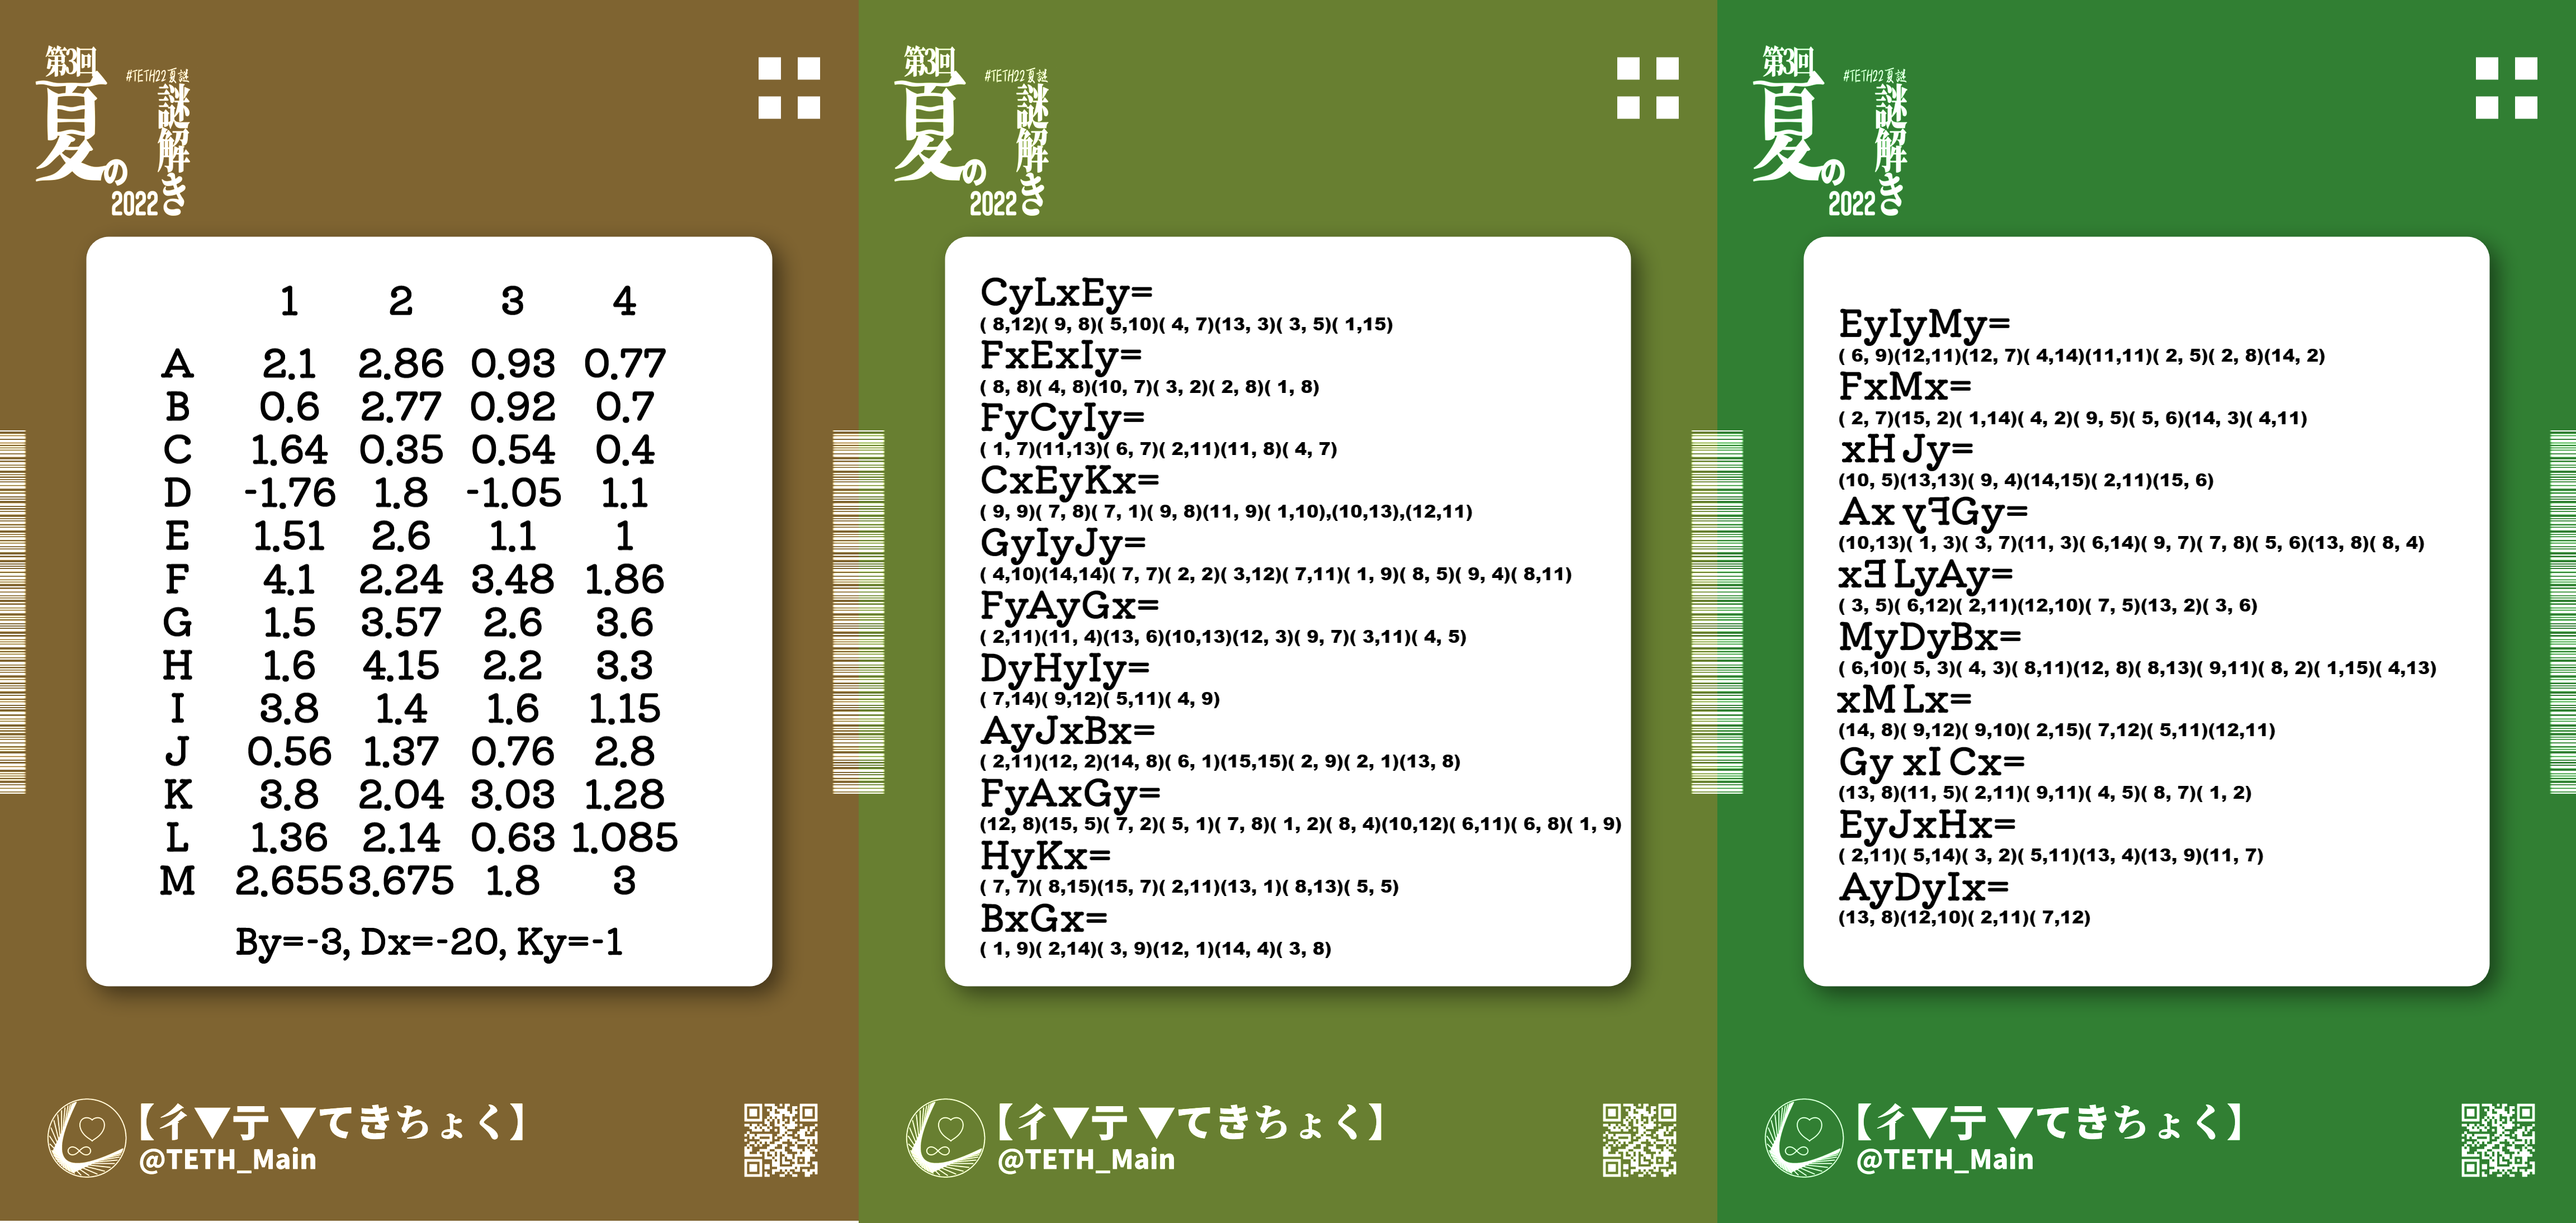 第3回
夏の
#TETH22夏謎
謎解き
2022
1 2 3 4
A 2.1 2.86 0.93 0.77
B 0.6 2.77 0.92 0.7
C 1.64 0.35 0.54 0.4
D -1.76 1.8 -1.05 1.1
E 1.51 2.6 1.1 1
F 4.1 2.24 3.48 1.86
G 1.5 3.57 2.6 3.6
H 1.6 4.15 2.2 3.3
I 3.8 1.4 1.6 1.15
J 0.56 1.37 0.76 2.8
K 3.8 2.04 3.03 1.28
L 1.36 2.14 0.63 1.085
M 2.655 3.675 1.8 3
By=-3, Dx=-20, Ky=-1
【イ▼テ ▼てきちょく】
@TETH_Main
第3回
夏の
#TETH22夏謎
謎解き
2022
CyLxEy=
( 8,12)( 9, 8)( 5,10)( 4, 7)(13, 3)( 3, 5)( 1,15)
FxExIy=
( 8, 8)( 4, 8)(10, 7)( 3, 2)( 2, 8)( 1, 8)
FyCyIy=
( 1, 7)(11,13)( 6, 7)( 2,11)(11, 8)( 4, 7)
CxEyKx=
( 9, 9)( 7, 8)( 7, 1)( 9, 8)(11, 9)( 1,10),(10,13),(12,11)
GyIyJy=
( 4,10)(14,14)( 7, 7)( 2, 2)( 3,12)( 7,11)( 1, 9)( 8, 5)( 9, 4)( 8,11)
FyAyGx=
( 2,11)(11, 4)(13, 6)(10,13)(12, 3)( 9, 7)( 3,11)( 4, 5)
DyHyIy=
( 7,14)( 9,12)( 5,11)( 4, 9)
AyJxBx=
( 2,11)(12, 2)(14, 8)( 6, 1)(15,15)( 2, 9)( 2, 1)(13, 8)
FyAxGy=
(12, 8)(15, 5)( 7, 2)( 5, 1)( 7, 8)( 1, 2)( 8, 4)(10,12)( 6,11)( 6, 8)( 1, 9)
HyKx=
( 7, 7)( 8,15)(15, 7)( 2,11)(13, 1)( 8,13)( 5, 5)
BxGx=
( 1, 9)( 2,14)( 3, 9)(12, 1)(14, 4)( 3, 8)
【イ▼テ ▼てきちょく】
@TETH_Main
第3回
夏の
#TETH22夏謎
謎解き
2022
EyIyMy=
( 6, 9)(12,11)(12, 7)( 4,14)(11,11)( 2, 5)( 2, 8)(14, 2)
FxMx=
( 2, 7)(15, 2)( 1,14)( 4, 2)( 9, 5)( 5, 6)(14, 3)( 4,11)
xH Jy=
(10, 5)(13,13)( 9, 4)(14,15)( 2,11)(15, 6)
Ax yFGy=
(10,13)( 1, 3)( 3, 7)(11, 3)( 6,14)( 9, 7)( 7, 8)( 5, 6)(13, 8)( 8, 4)
xE LyAy=
( 3, 5)( 6,12)( 2,11)(12,10)( 7, 5)(13, 2)( 3, 6)
MyDyBx=
( 6,10)( 5, 3)( 4, 3)( 8,11)(12, 8)( 8,13)( 9,11)( 8, 2)( 1,15)( 4,13)
xM Lx=
(14, 8)( 9,12)( 9,10)( 2,15)( 7,12)( 5,11)(12,11)
Gy xI Cx=
(13, 8)(11, 5)( 2,11)( 9,11)( 4, 5)( 8, 7)( 1, 2)
EyJxHx=
( 2,11)( 5,14)( 3, 2)( 5,11)(13, 4)(13, 9)(11, 7)
AyDyIx=
(13, 8)(12,10)( 2,11)( 7,12)
【イ▼テ ▼てきちょく】
@TETH_Main